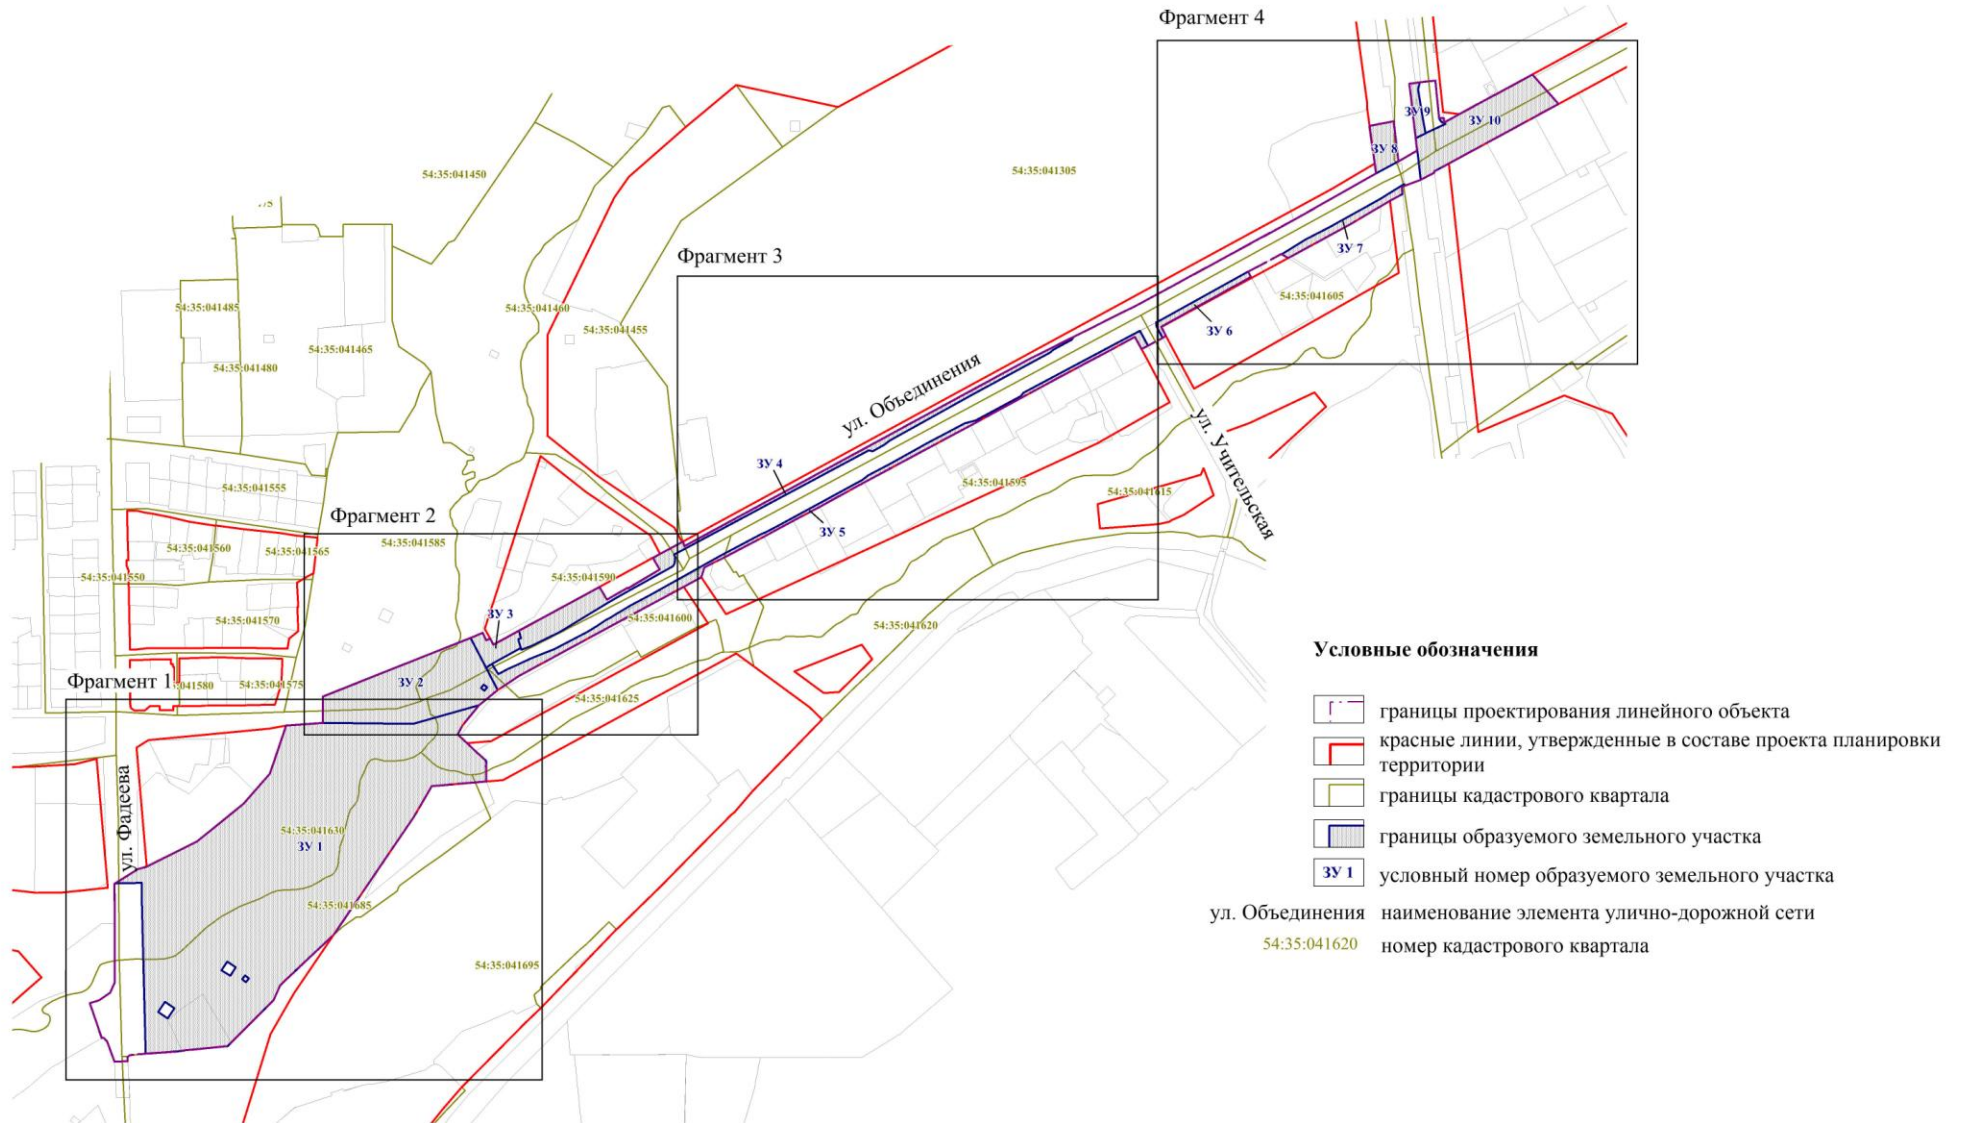 Фрагмент 4
54:35:041450
54:35:041305
ЗУ 9
ЗУ 10
ЗУ 8
Фрагмент 3
ЗУ 7
54:35:041605
ЗУ 6
54:35:041485
54:35:041460
54:35:041455
54:35:041465
54:35:041480
ул. Объединения
ул. Учительская
ЗУ 4
54:35:041595
54:35:041615
54:35:041555
Фрагмент 2
ЗУ 5
54:35:041585
54:35:041560
54:35:041565
54:35:041550
54:35:041590
ЗУ 3
54:35:041600
54:35:041570
54:35:041620
Фрагмент 1
:041580
54:35:041575
ЗУ 2
54:35:041625
ул. Фадеева
54:35:041630
ЗУ 1
54:35:041685
54:35:041695
Условные обозначения
границы проектирования линейного объекта
красные линии, утвержденные в составе проекта планировки
территории
границы кадастрового квартала
границы образуемого земельного участка
ЗУ 1 условный номер образуемого земельного участка
ул. Объединения наименование элемента улично-дорожной сети
54:35:041620 номер кадастрового квартала